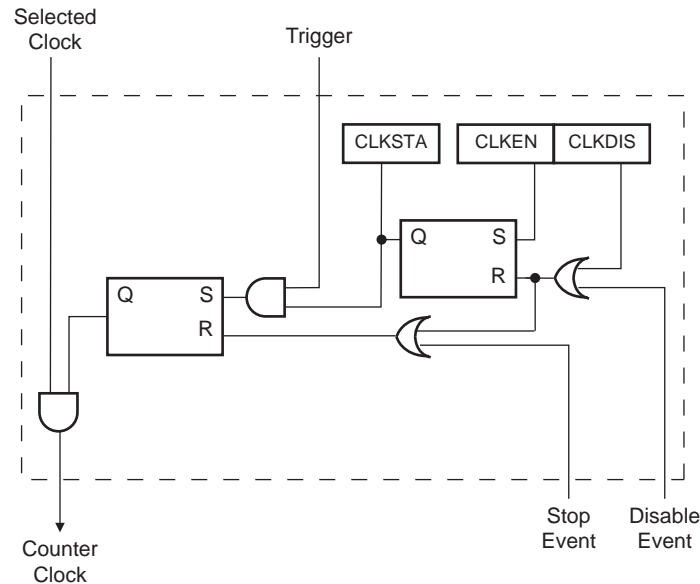 Selected
Clock
Trigger
CLKSTA
CLKEN
CLKDIS
Q
S
R
Q
S
R
Stop
Event
Disable
Event
Counter
Clock